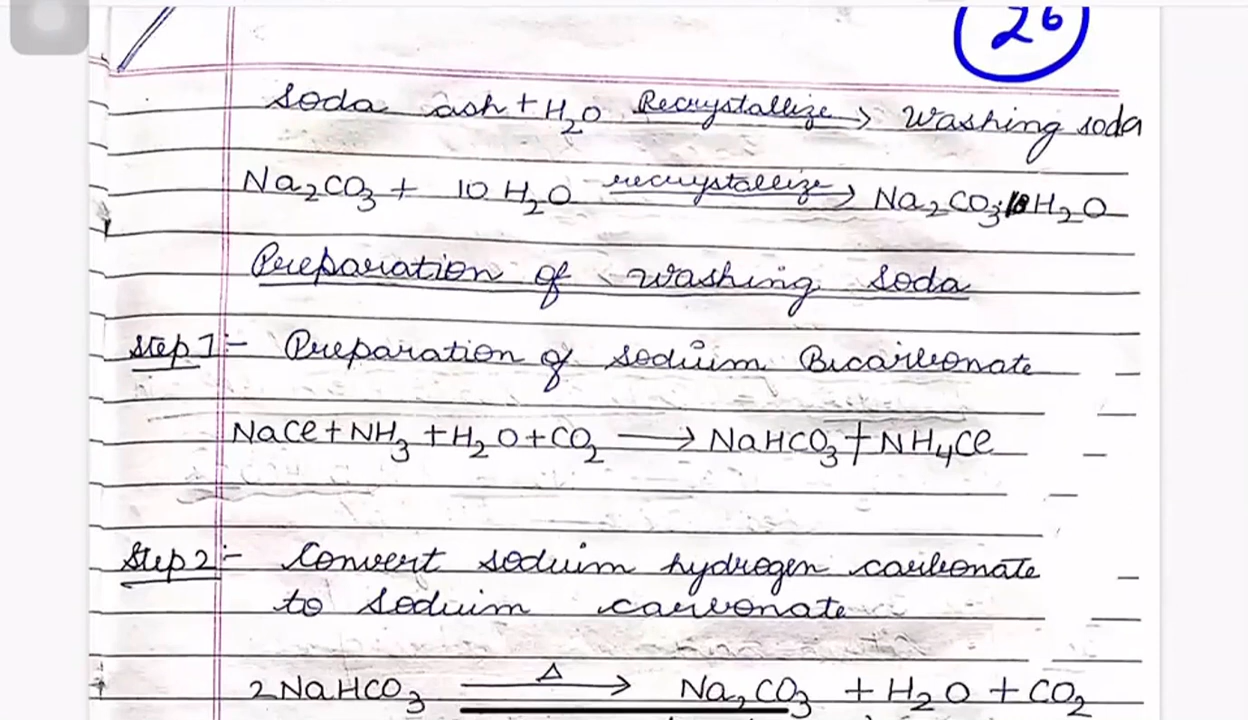 26
Soda ash + H₂O Recrystallize → Washing soda
Na₂CO₃ + 10 H₂O recrystallize → Na₂CO₃.10H₂O
Preparation of washing soda
Step 1:- Preparation of sodium Bicarbonate
NaCl + NH₃ + H₂O + CO₂ → NaHCO₃ + NH₄Cl
Step 2:- Convert sodium hydrogen carbonate
to sodium carbonate
2NaHCO₃ Δ → Na₂CO₃ + H₂O + CO₂